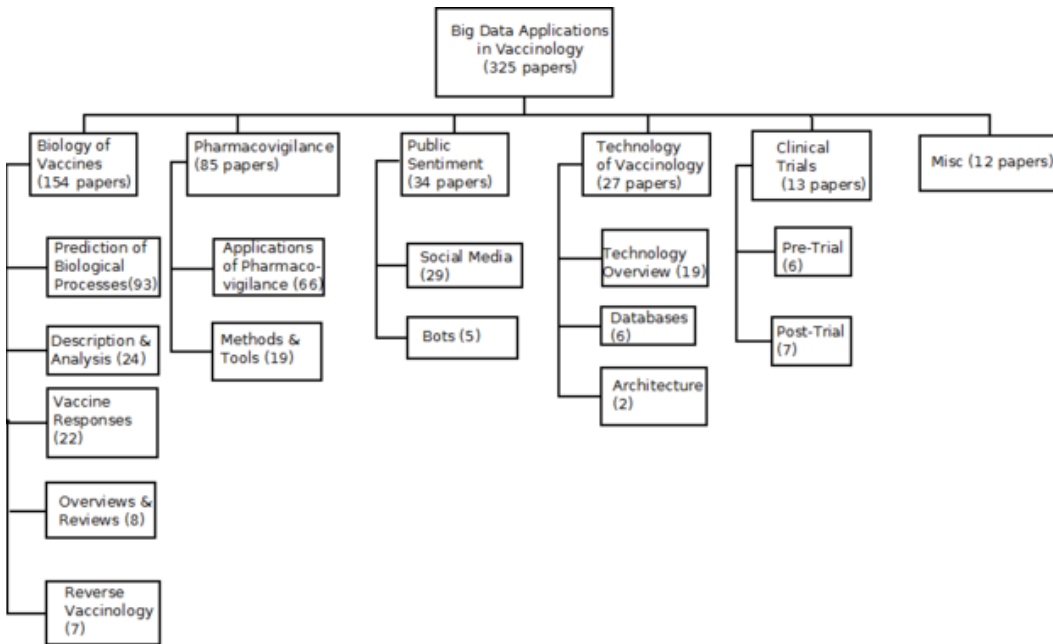 Big Data Applications
in Vaccinology
(325 papers)
Biology of
Vaccines
(154 papers)
Pharmacovigilance
(85 papers)
Public
Sentiment
(34 papers)
Technology
of Vaccinology
(27 papers)
Clinical
Trials
(13 papers)
Misc (12 papers)
Prediction of
Biological
Processes(93)
Description &
Analysis (24)
Vaccine
Responses
(22)
Overviews &
Reviews (8)
Reverse
Vaccinology
(7)
Applications
of Pharmaco-
vigilance (66)
Methods &
Tools (19)
Social Media
(29)
Bots (5)
Technology
Overview (19)
Databases
(6)
Architecture
(2)
Pre-Trial
(6)
Post-Trial
(7)